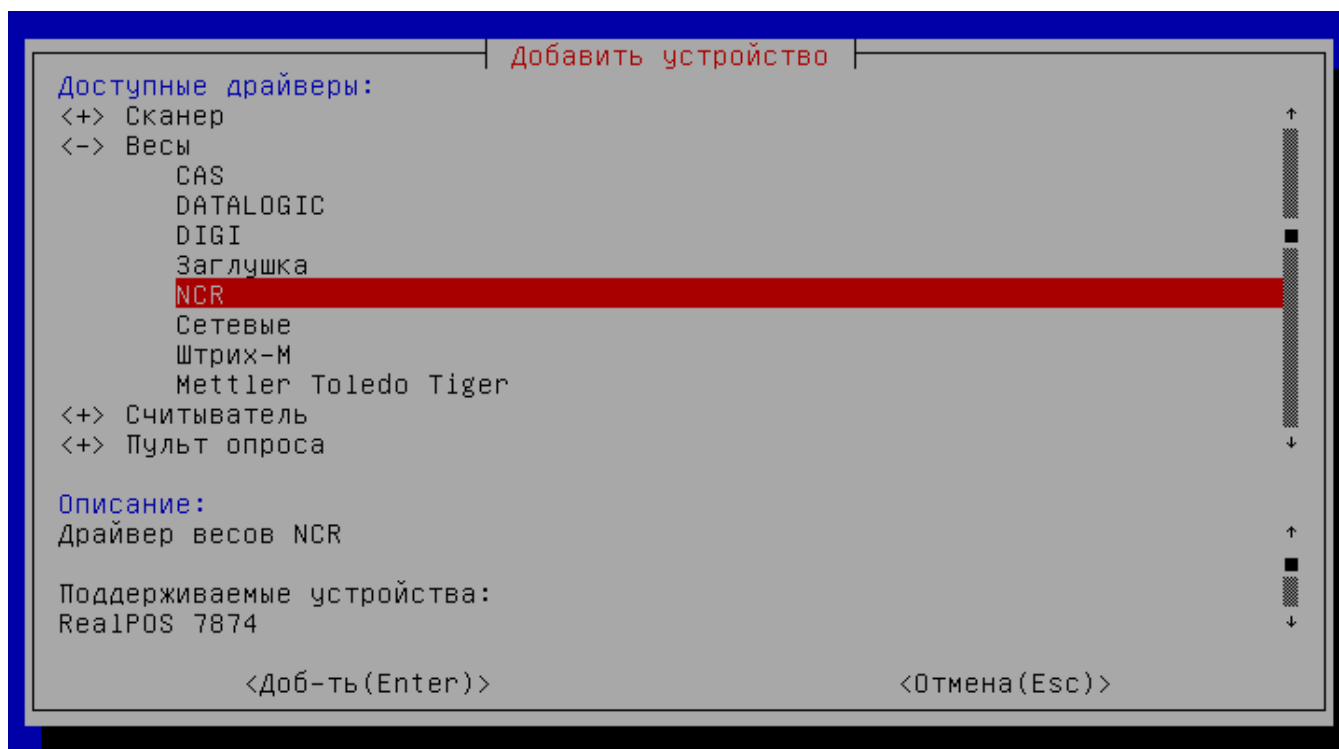 Добавить устройство
Доступные драйверы:
<+> Сканер
<-> Весы
CAS
DATALOGIC
DIGI
Заглушка
NCR
Сетевые
Штрих-М
Mettler Toledo Tiger
<+> Считыватель
<+> Пульт опроса
Описание:
Драйвер весов NCR
Поддерживаемые устройства:
RealPOS 7874
<Доб-ть(Enter)> <Отмена(Esc)>